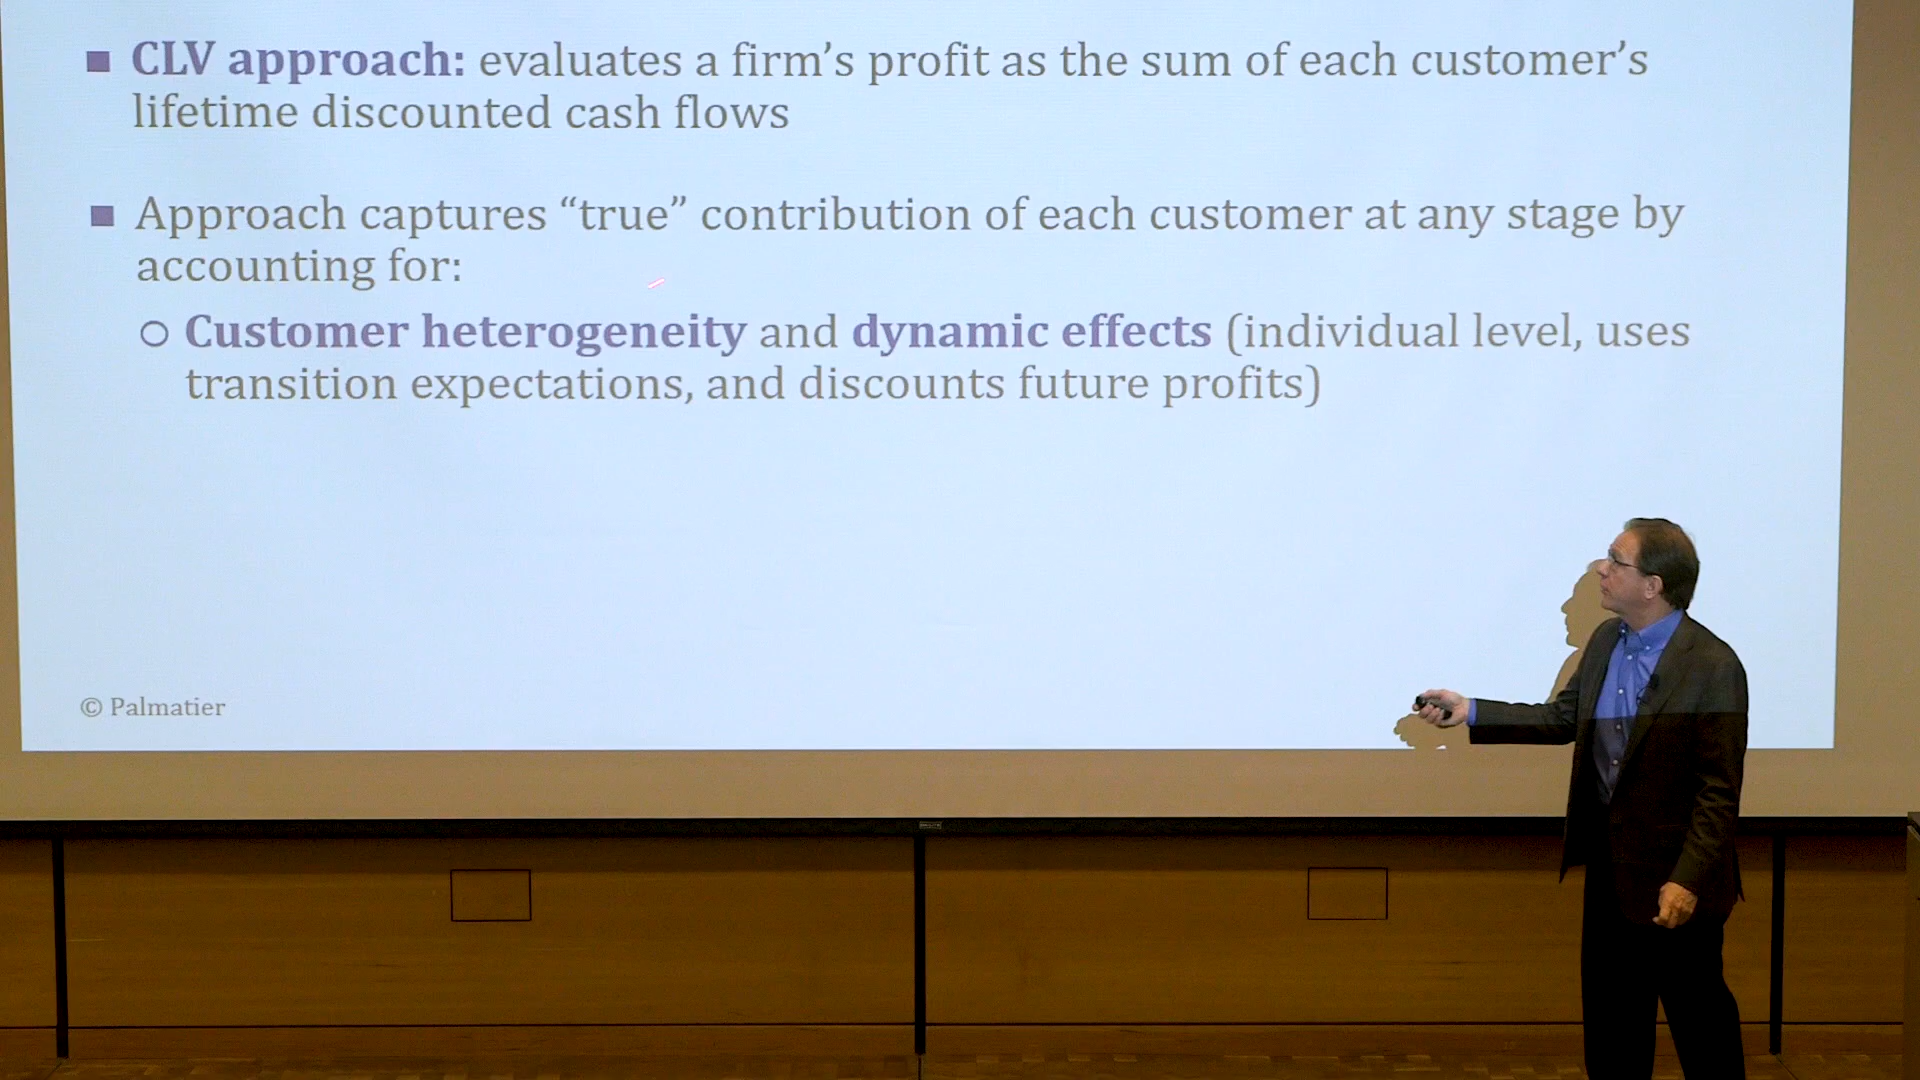 ■ CLV approach: evaluates a firm’s profit as the sum of each customer’s
lifetime discounted cash flows
■ Approach captures “true” contribution of each customer at any stage by
accounting for:
○ Customer heterogeneity and dynamic effects (individual level, uses
transition expectations, and discounts future profits)
© Palmatier